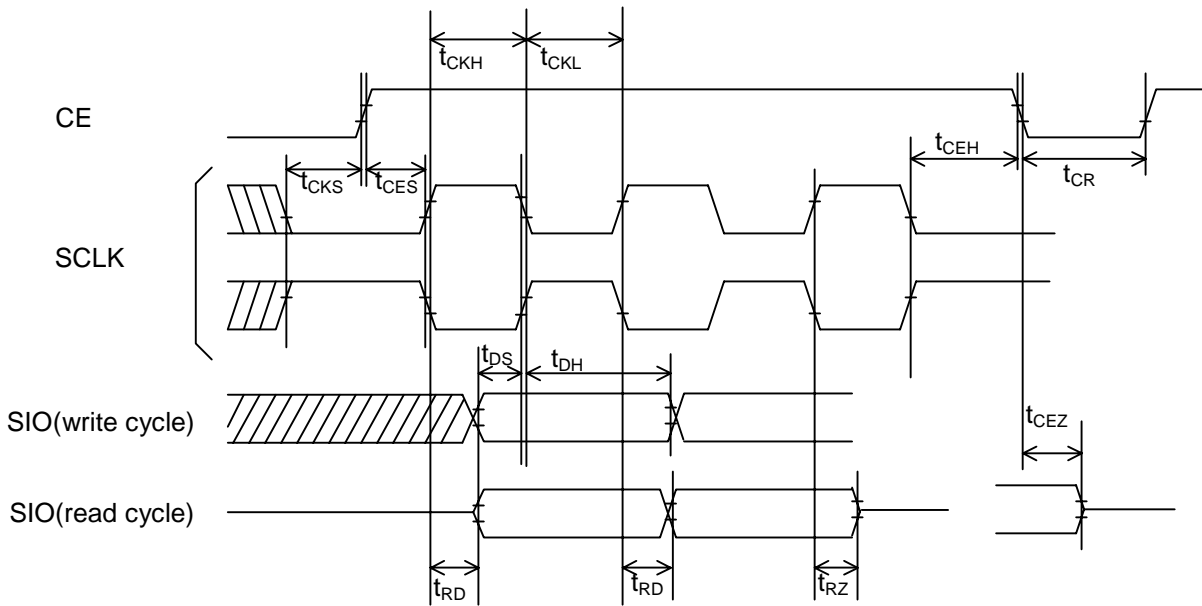 tCKH
tCKL
CE
tCEH
tCKS
tCES
tCR
SCLK
tDS
tDH
SIO(write cycle)
tCEZ
SIO(read cycle)
tRD
tRD
tRZ